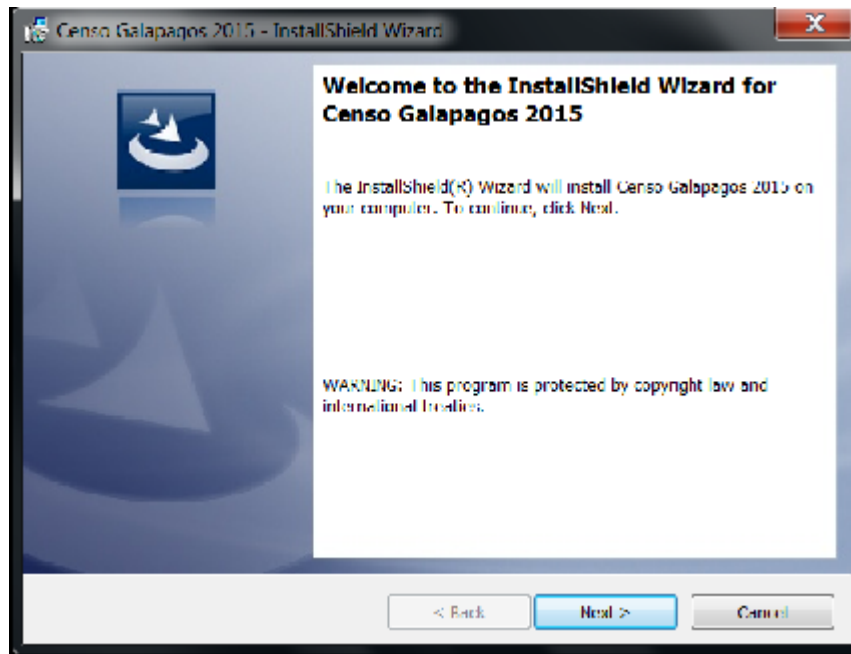 Censo Galapagos 2015 - InstallShield Wizard
Welcome to the InstallShield Wizard for
Censo Galapagos 2015
The InstallShield(R) Wizard will install Censo Galapagos 2015 on
your computer. To continue, click Next.
WARNING: This program is protected by copyright law and
international treaties.
< Back
Next >
Cancel